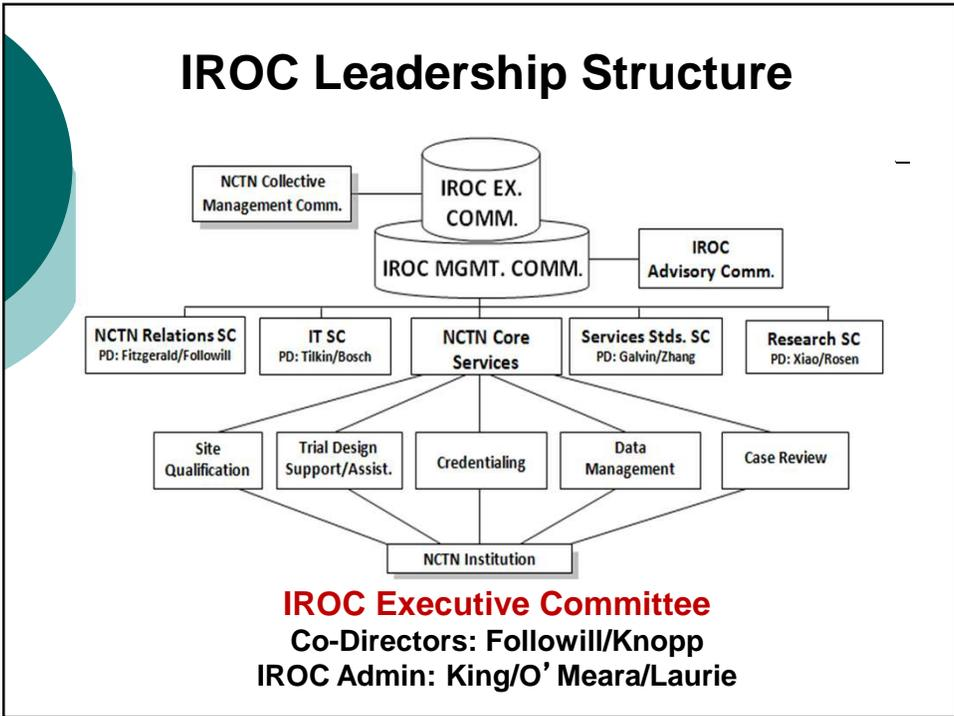 IROC Leadership Structure
NCTN Collective
Management Comm.
IROC EX.
COMM.
IROC MGMT. COMM.
IROC
Advisory Comm.
NCTN Relations SC
PD: Fitzgerald/Followill
IT SC
PD: Tilkin/Bosch
NCTN Core
Services
Services Stds. SC
PD: Galvin/Zhang
Research SC
PD: Xiao/Rosen
Site
Qualification
Trial Design
Support/Assist.
Credentialing
Data
Management
Case Review
NCTN Institution
IROC Executive Committee
Co-Directors: Followill/Knopp
IROC Admin: King/O’Meara/Laurie